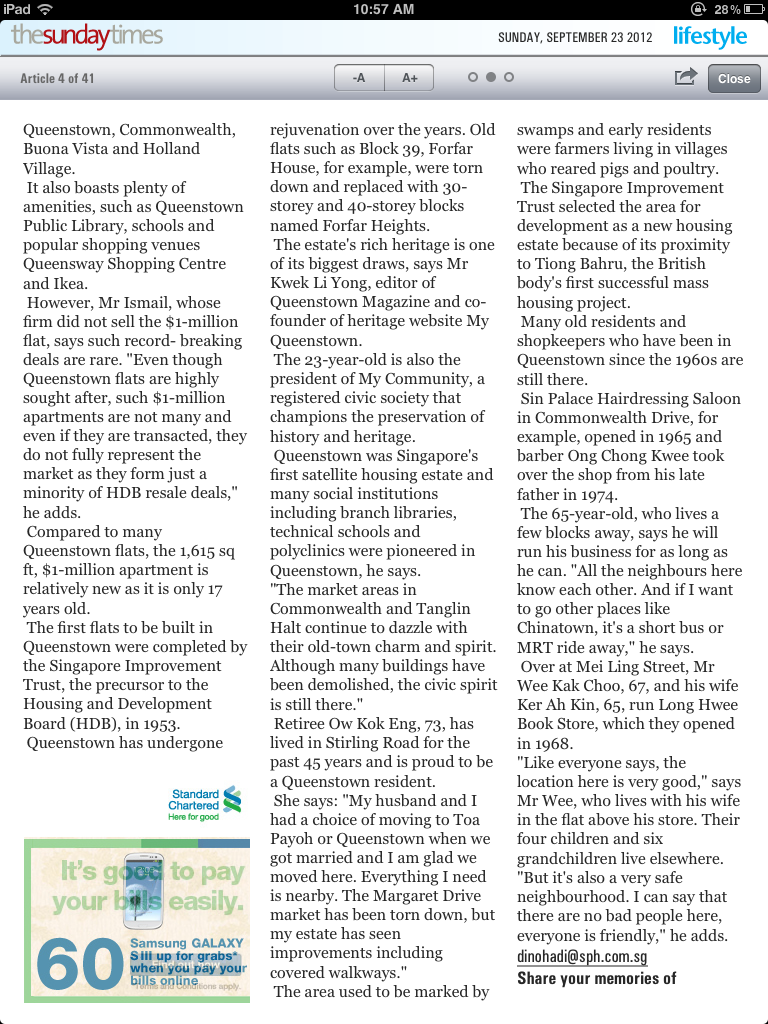 iPad
10:57 AM
28%
thesundaytimes
SUNDAY, SEPTEMBER 23 2012
lifestyle
Article 4 of 41
-A
A+
Close
Queenstown, Commonwealth,
Buona Vista and Holland
Village.
It also boasts plenty of
amenities, such as Queenstown
Public Library, schools and
popular shopping venues
Queensway Shopping Centre
and Ikea.
However, Mr Ismail, whose
firm did not sell the $1-million
flat, says such record- breaking
deals are rare. "Even though
Queenstown flats are highly
sought after, such $1-million
apartments are not many and
even if they are transacted, they
do not fully represent the
market as they form just a
minority of HDB resale deals,"
he adds.
Compared to many
Queenstown flats, the 1,615 sq
ft, $1-million apartment is
relatively new as it is only 17
years old.
The first flats to be built in
Queenstown were completed by
the Singapore Improvement
Trust, the precursor to the
Housing and Development
Board (HDB), in 1953.
Queenstown has undergone
Standard
Chartered
Here for good
It's good to pay
your bills easily.
60
Samsung GALAXY
S III up for grabs*
when you pay your
bills online
Terms and Conditions apply.
rejuvenation over the years. Old
flats such as Block 39, Forfar
House, for example, were torn
down and replaced with 30-
storey and 40-storey blocks
named Forfar Heights.
The estate's rich heritage is one
of its biggest draws, says Mr
Kwek Li Yong, editor of
Queenstown Magazine and co-
founder of heritage website My
Queenstown.
The 23-year-old is also the
president of My Community, a
registered civic society that
champions the preservation of
history and heritage.
Queenstown was Singapore's
first satellite housing estate and
many social institutions
including branch libraries,
technical schools and
polyclinics were pioneered in
Queenstown, he says.
"The market areas in
Commonwealth and Tanglin
Halt continue to dazzle with
their old-town charm and spirit.
Although many buildings have
been demolished, the civic spirit
is still there."
Retiree Ow Kok Eng, 73, has
lived in Stirling Road for the
past 45 years and is proud to be
a Queenstown resident.
She says: "My husband and I
had a choice of moving to Toa
Payoh or Queenstown when we
got married and I am glad we
moved here. Everything I need
is nearby. The Margaret Drive
market has been torn down, but
my estate has seen
improvements including
covered walkways."
The area used to be marked by
swamps and early residents
were farmers living in villages
who reared pigs and poultry.
The Singapore Improvement
Trust selected the area for
development as a new housing
estate because of its proximity
to Tiong Bahru, the British
body's first successful mass
housing project.
Many old residents and
shopkeepers who have been in
Queenstown since the 1960s are
still there.
Sin Palace Hairdressing Saloon
in Commonwealth Drive, for
example, opened in 1965 and
barber Ong Chong Kwee took
over the shop from his late
father in 1974.
The 65-year-old, who lives a
few blocks away, says he will
run his business for as long as
he can. "All the neighbours here
know each other. And if I want
to go other places like
Chinatown, it's a short bus or
MRT ride away," he says.
Over at Mei Ling Street, Mr
Wee Kak Choo, 67, and his wife
Ker Ah Kin, 65, run Long Hwee
Book Store, which they opened
in 1968.
"Like everyone says, the
location here is very good," says
Mr Wee, who lives with his wife
in the flat above his store. Their
four children and six
grandchildren live elsewhere.
"But it's also a very safe
neighbourhood. I can say that
there are no bad people here,
everyone is friendly," he adds.
dinohadi@sph.com.sg
Share your memories of